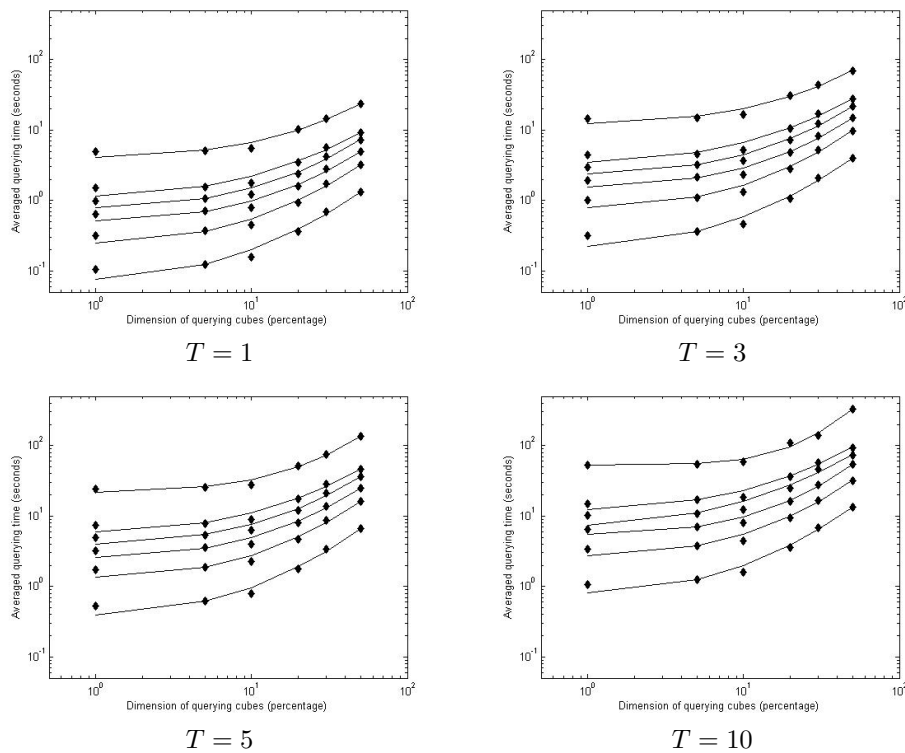 Averaged querying time (seconds)
10^2
10^1
10^0
10^-1
10^0
10^1
10^2
Dimension of querying cubes (percentage)
T = 1
Averaged querying time (seconds)
10^2
10^1
10^0
10^-1
10^0
10^1
10^2
Dimension of querying cubes (percentage)
T = 3
Averaged querying time (seconds)
10^2
10^1
10^0
10^-1
10^0
10^1
10^2
Dimension of querying cubes (percentage)
T = 5
Averaged querying time (seconds)
10^2
10^1
10^0
10^-1
10^0
10^1
10^2
Dimension of querying cubes (percentage)
T = 10